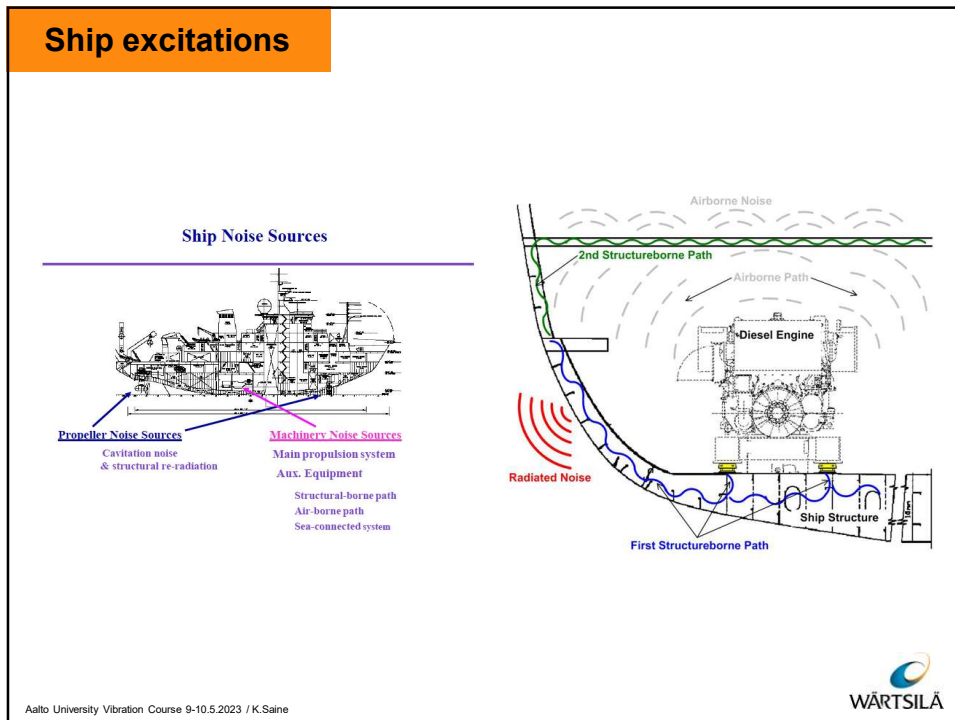 Ship excitations
Ship Noise Sources
Propeller Noise Sources
Cavitation noise
& structural re-radiation
Machinery Noise Sources
Main propulsion system
Aux. Equipment
Structural-borne path
Air-borne path
Sea-connected system
Airborne Noise
2nd Structureborne Path
Airborne Path
Diesel Engine
Radiated Noise
Ship Structure
First Structureborne Path
Aalto University Vibration Course 9-10.5.2023 / K.Saine
WÄRTSILÄ